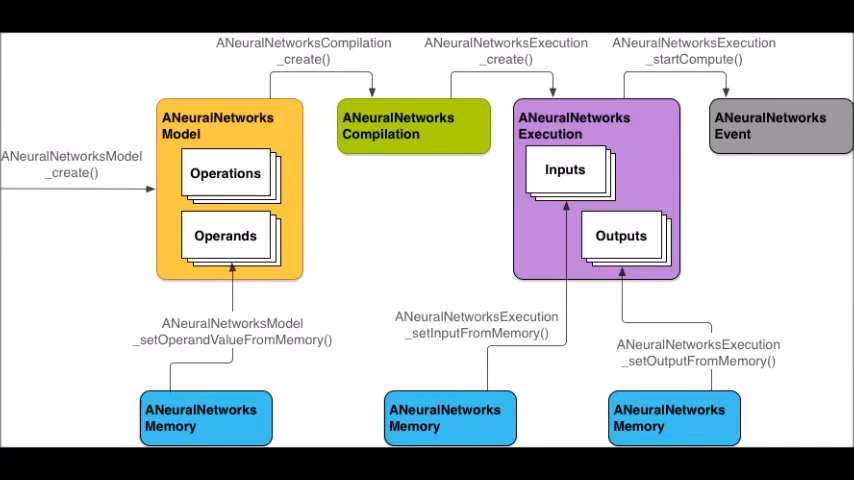 ANeuralNetworksCompilation
_create()
ANeuralNetworksExecution
_create()
ANeuralNetworksExecution
_startCompute()
ANeuralNetworks
Model
ANeuralNetworks
Compilation
ANeuralNetworks
Execution
ANeuralNetworks
Event
ANeuralNetworksModel
_create()
Operations
Operands
Inputs
Outputs
ANeuralNetworksModel
_setOperandValueFromMemory()
ANeuralNetworksExecution
_setInputFromMemory()
ANeuralNetworksExecution
_setOutputFromMemory()
ANeuralNetworks
Memory
ANeuralNetworks
Memory
ANeuralNetworks
Memory